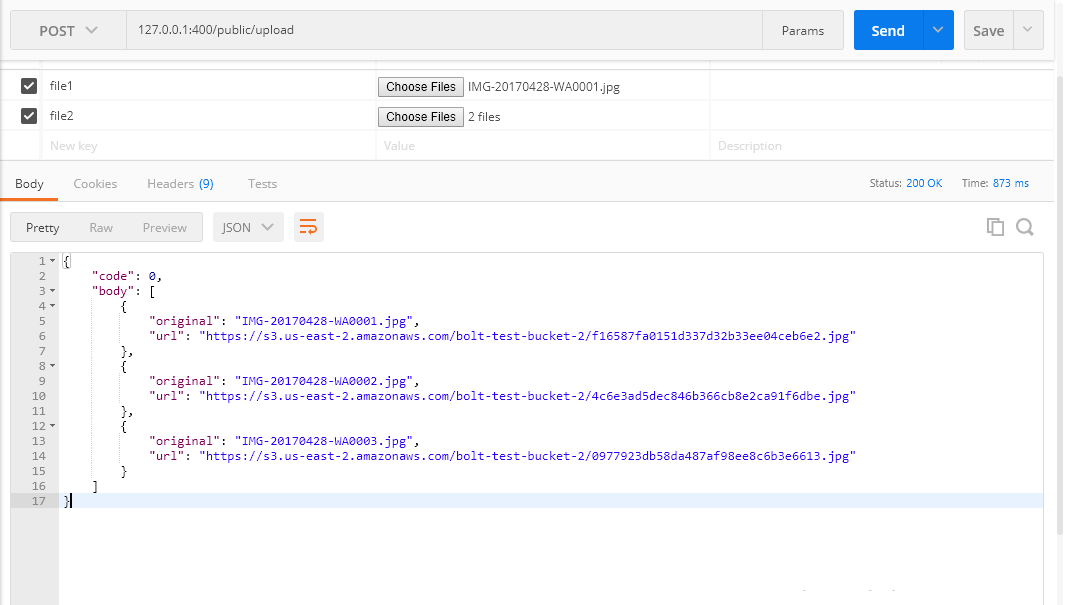 POST 127.0.0.1:400/public/upload Params Send Save
file1 Choose Files IMG-20170428-WA0001.jpg
file2 Choose Files 2 files
New key Value Description
Body Cookies Headers (9) Tests Status: 200 OK Time: 873 ms
Pretty Raw Preview JSON
1 {
2 "code": 0,
3 "body": [
4 {
5 "original": "IMG-20170428-WA0001.jpg",
6 "url": "https://s3.us-east-2.amazonaws.com/bolt-test-bucket-2/f16587fa0151d337d32b33ee04ceb6e2.jpg"
7 },
8 {
9 "original": "IMG-20170428-WA0002.jpg",
10 "url": "https://s3.us-east-2.amazonaws.com/bolt-test-bucket-2/4c6e3ad5dec846b366cb8e2ca91f6dbe.jpg"
11 },
12 {
13 "original": "IMG-20170428-WA0003.jpg",
14 "url": "https://s3.us-east-2.amazonaws.com/bolt-test-bucket-2/0977923db58da487af98ee8c6b3e6613.jpg"
15 }
16 ]
17 }